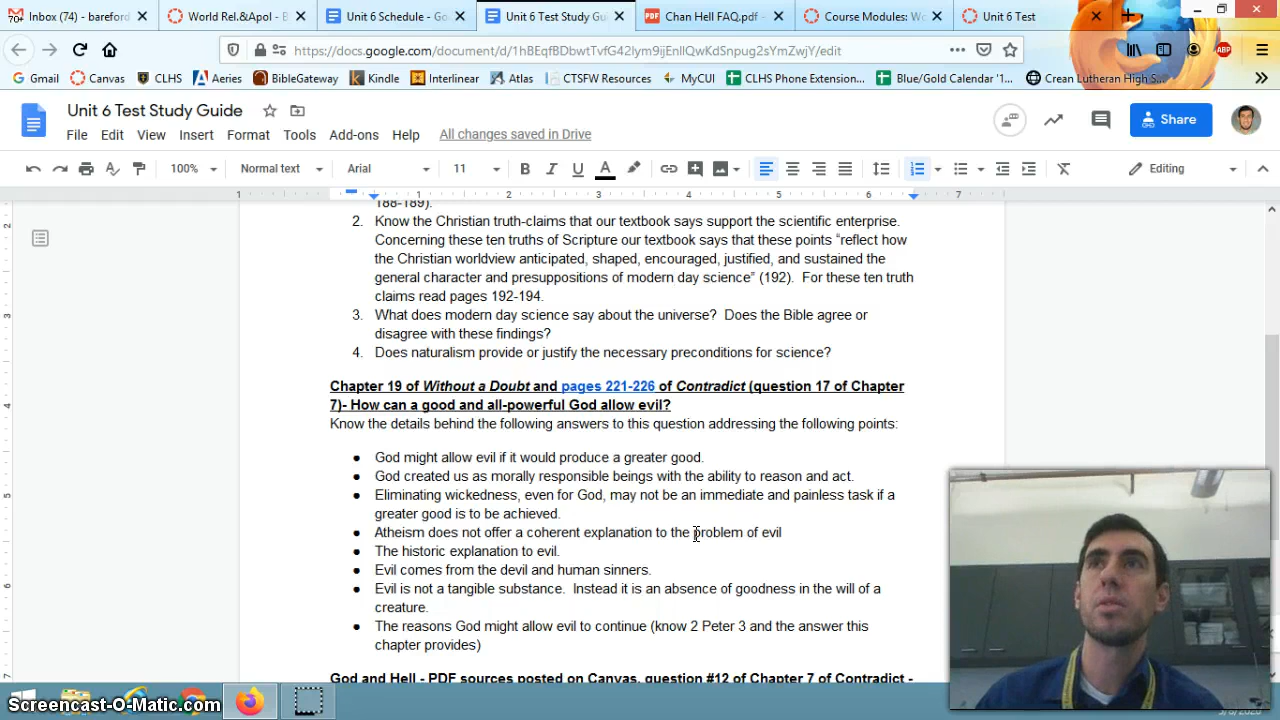 Inbox (74) - bareford
World Rel&Apol - B
Unit 6 Schedule - Go
Unit 6 Test Study Gu
Chan Hell FAQ.pdf
Course Modules: Wo
Unit 6 Test
https://docs.google.com/document/d/1hBEqfBDbwtTvfG42lym9ijEnllQwKdSnpug2sYmZwjY/edit
Gmail
Canvas
CLHS
Aeries
BibleGateway
Kindle
Hotlines
Atlas
CTSFW Resources
MyCUI
CLHS Phone Extension...
Blue/Gold Calendar '1...
Crean Lutheran High S...
Unit 6 Test Study Guide
File Edit View Insert Format Tools Add-ons Help
All changes saved in Drive
Share
100%
Normal text
Arial
B
U
A
Editing
1 1 2 3 4 5 6 7
188-189).
2. Know the Christian truth-claims that our textbook says support the scientific enterprise.
Concerning these ten truths of Scripture our textbook says that these points “reflect how
the Christian worldview anticipated, shaped, encouraged, justified, and sustained the
general character and presuppositions of modern day science” (192). For these ten truth
claims read pages 192-194.
3. What does modern day science say about the universe? Does the Bible agree or
disagree with these findings?
4. Does naturalism provide or justify the necessary preconditions for science?
Chapter 19 of Without a Doubt and pages 221-226 of Contradict (question 17 of Chapter
7)- How can a good and all-powerful God allow evil?
Know the details behind the following answers to this question addressing the following points:
● God might allow evil if it would produce a greater good.
● God created us as morally responsible beings with the ability to reason and act.
● Eliminating wickedness, even for God, may not be an immediate and painless task if a
greater good is to be achieved.
● Atheism does not offer a coherent explanation to the problem of evil
● The historic explanation to evil.
● Evil comes from the devil and human sinners.
● Evil is not a tangible substance. Instead it is an absence of goodness in the will of a
creature.
● The reasons God might allow evil to continue (know 2 Peter 3 and the answer this
Chapter provides.
God and Hell - PDF sources posted on Canvas, question #12 of Chapter 7 of Contradict -
Screencast-O-Matic.com